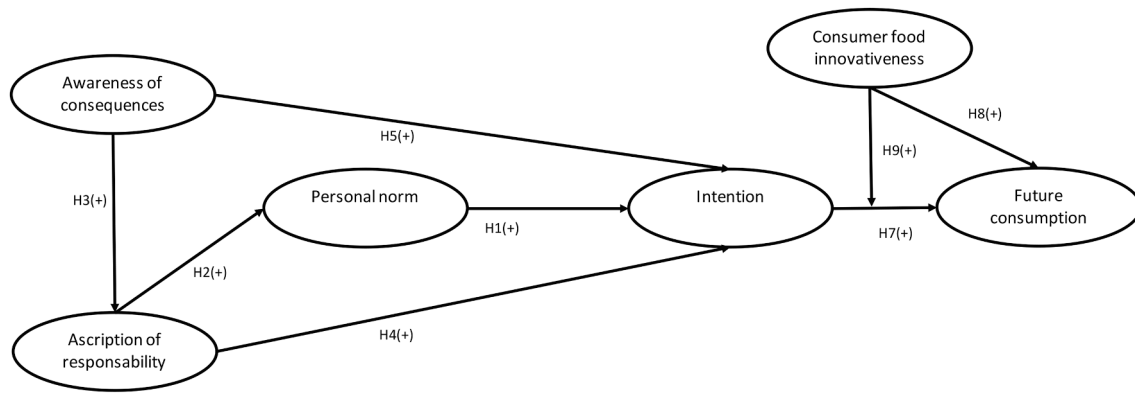 Consumer food
innovativeness
Awareness of
consequences
H8(+)
H5(+)
H9(+)
H3(+)
Personal norm
Intention
Future
consumption
H1(+)
H7(+)
H2(+)
H4(+)
Ascription of
responsability